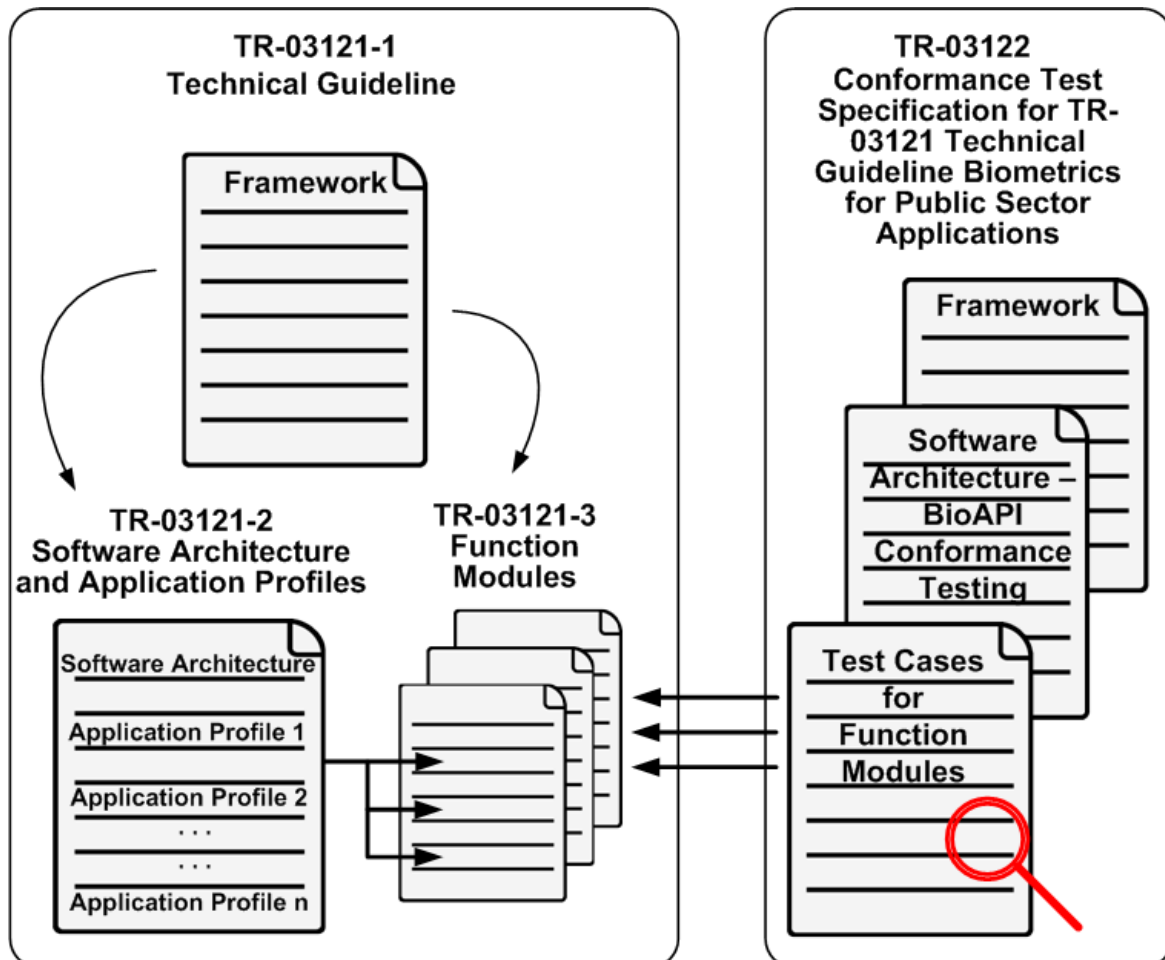 TR-03121-1
Technical Guideline
Framework
TR-03121-2
Software Architecture
and Application Profiles
Software Architecture
Application Profile 1
Application Profile 2
. . .
. . .
Application Profile n
TR-03121-3
Function
Modules
TR-03122
Conformance Test
Specification for TR-
03121 Technical
Guideline Biometrics
for Public Sector
Applications
Framework
Software
Architecture –
BioAPI
Conformance
Testing
Test Cases
for
Function
Modules